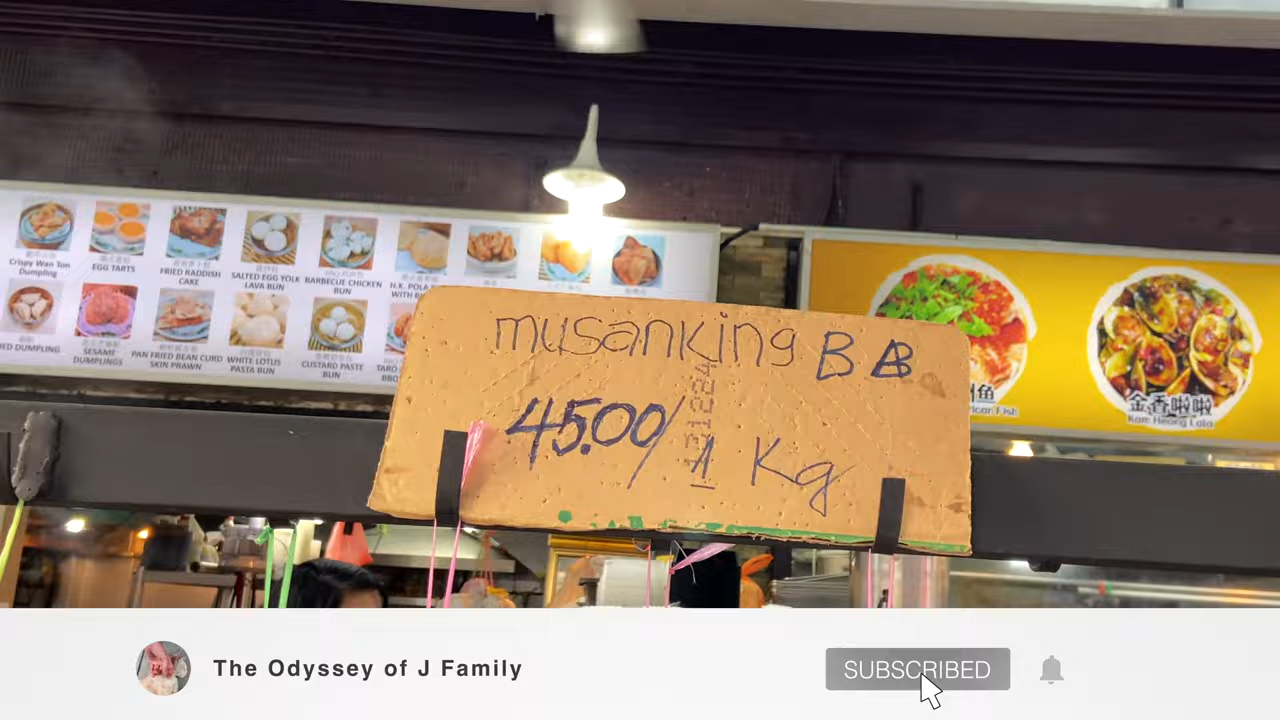 Crispy Wan Ton
Dumpling
EGG TARTS
FRIED RADDISH
CAKE
SALTED EGG YOLK
LAVA BUN
BARBECUE CHICKEN
BUN
DUMPLING
SESAME
DUMPLINGS
PAN FRIED BEAN CURD
SKIN PRAWN
WHITE LOTUS
PASTA BUN
CUSTARD PASTE
BUN
musanking BB
45.00/1 Kg
金香啦啦
Kam Heong Lala
The Odyssey of J Family
SUBSCRIBED